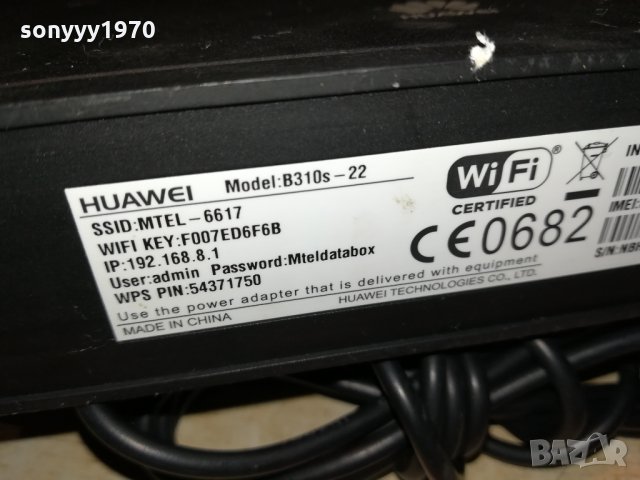 sonyyy1970
HUAWEI Model:B310s-22
SSID:MTEL-6617
WIFI KEY:F007ED6F6B
IP:192.168.8.1
User:admin Password:Mteldatabox
WPS PIN:54371750
Use the power adapter that is delivered with equipment
MADE IN CHINA HUAWEI TECHNOLOGIES CO., LTD.
WiFi®
CERTIFIED
CE0682
IMEI:
S/N:
BAZAR